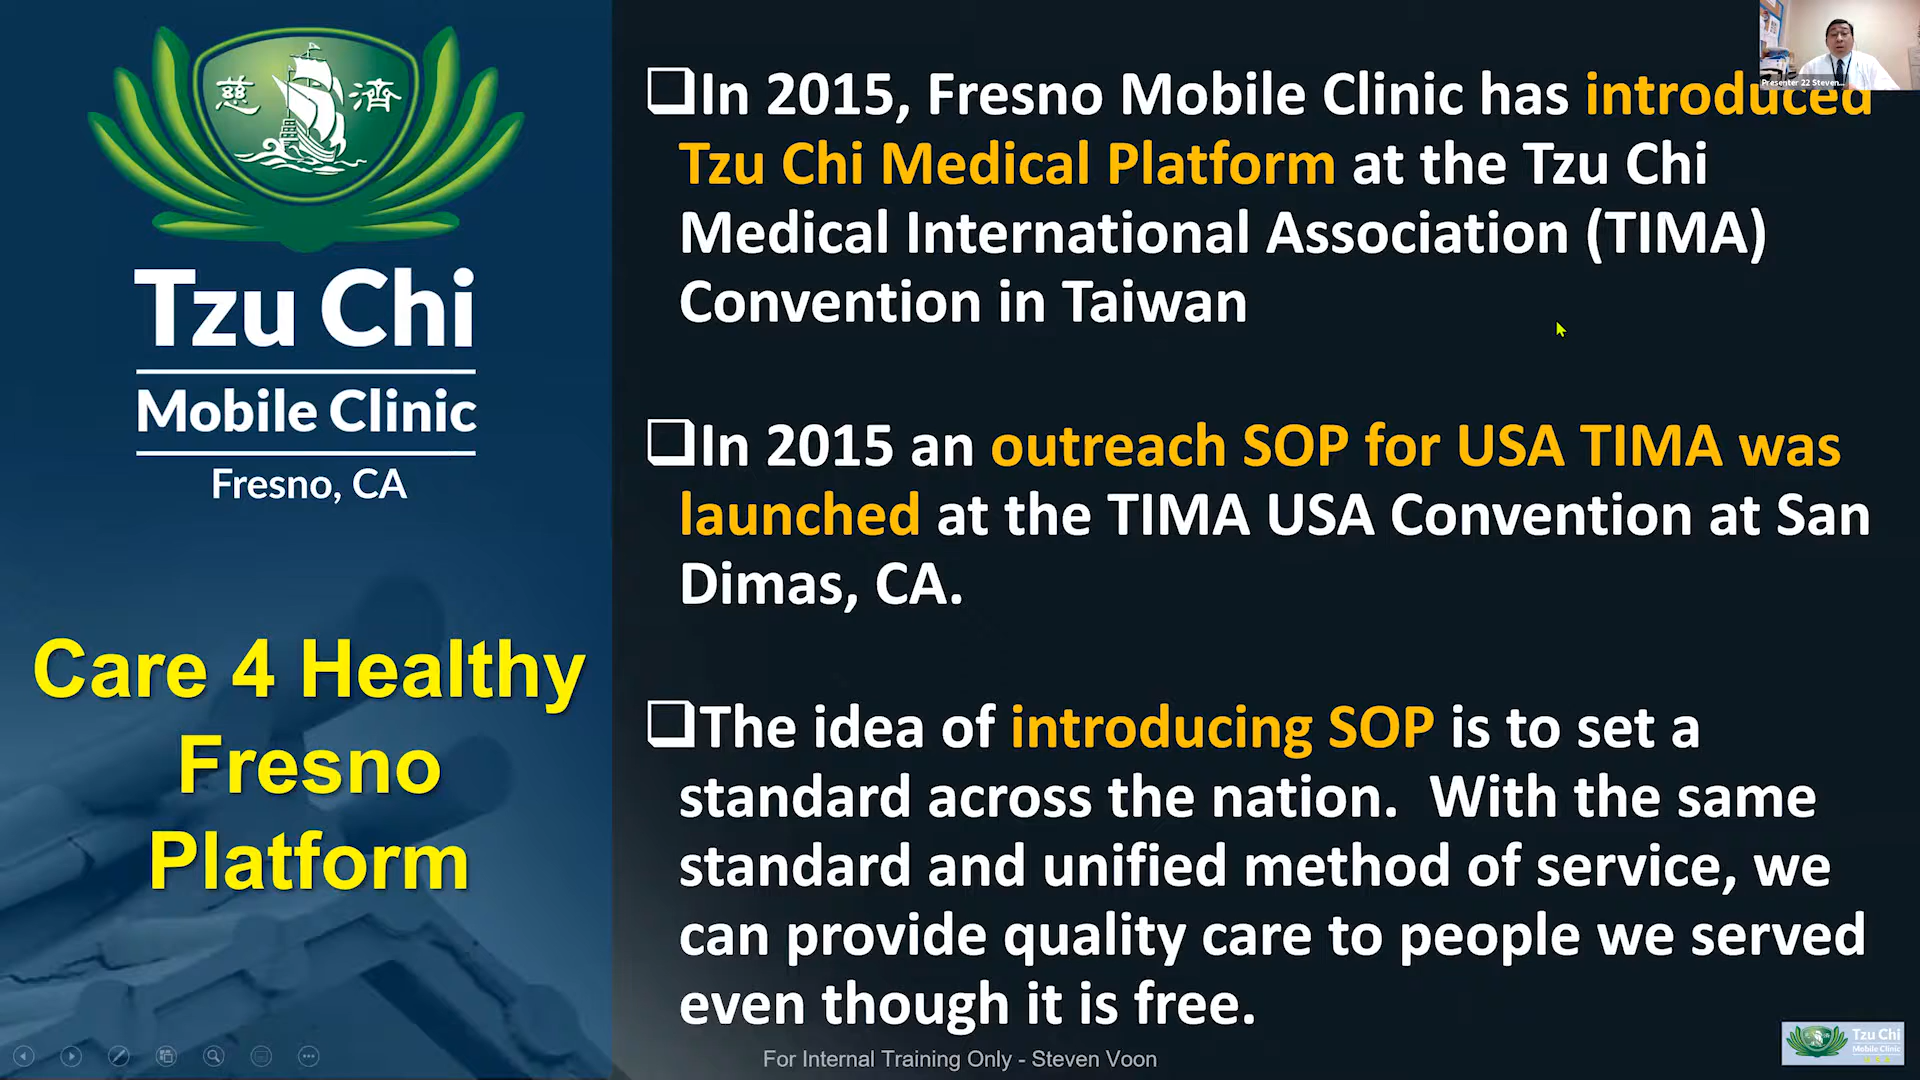 慈 濟
Tzu Chi
Mobile Clinic
Fresno, CA
Care 4 Healthy
Fresno
Platform
In 2015, Fresno Mobile Clinic has introduced
Tzu Chi Medical Platform at the Tzu Chi
Medical International Association (TIMA)
Convention in Taiwan
In 2015 an outreach SOP for USA TIMA was
launched at the TIMA USA Convention at San
Dimas, CA.
The idea of introducing SOP is to set a
standard across the nation. With the same
standard and unified method of service, we
can provide quality care to people we served
even though it is free.
For Internal Training Only - Steven Voon
Presenter 22 Steven...
Tzu Chi
Mobile Clinic